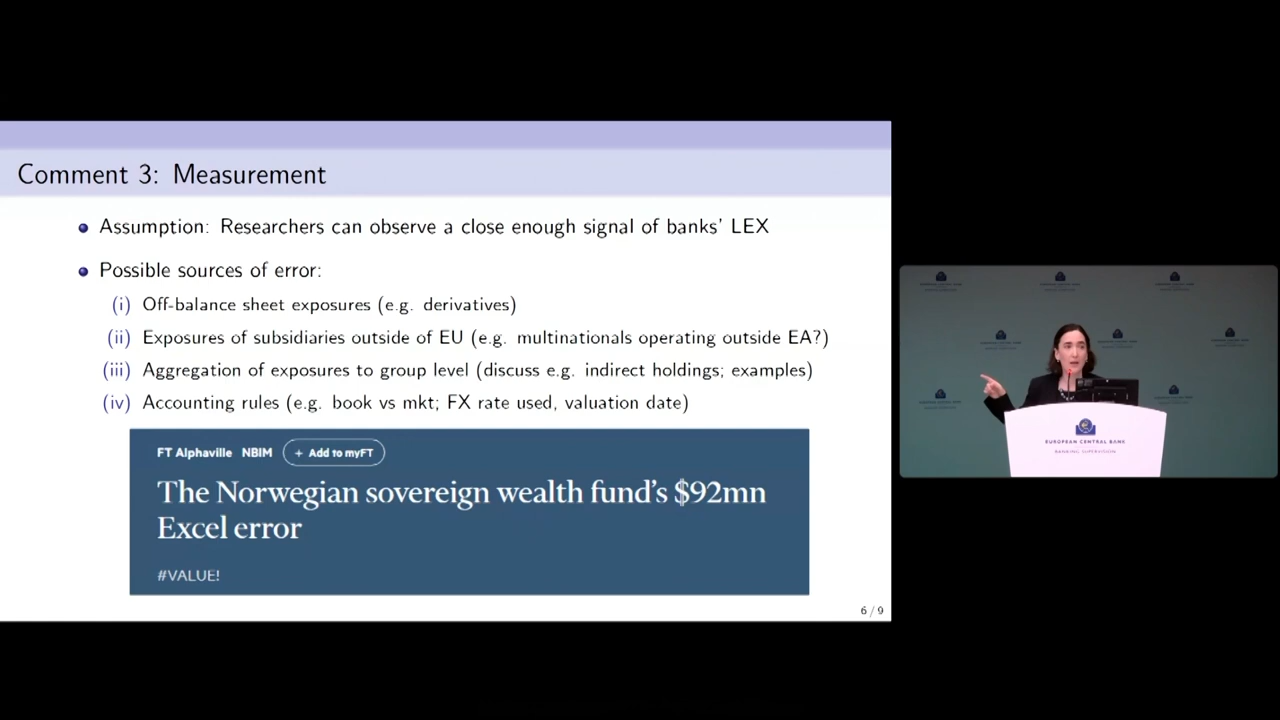 Comment 3: Measurement
Assumption: Researchers can observe a close enough signal of banks' LEX
Possible sources of error:
(i) Off-balance sheet exposures (e.g. derivatives)
(ii) Exposures of subsidiaries outside of EU (e.g. multinationals operating outside EA?)
(iii) Aggregation of exposures to group level (discuss e.g. indirect holdings; examples)
(iv) Accounting rules (e.g. book vs mkt; FX rate used, valuation date)
FT Alphaville NBIM + Add to myFT
The Norwegian sovereign wealth fund's $92mn
Excel error
#VALUE!
6 / 9
EUROPEAN CENTRAL BANK
BANKING SUPERVISION